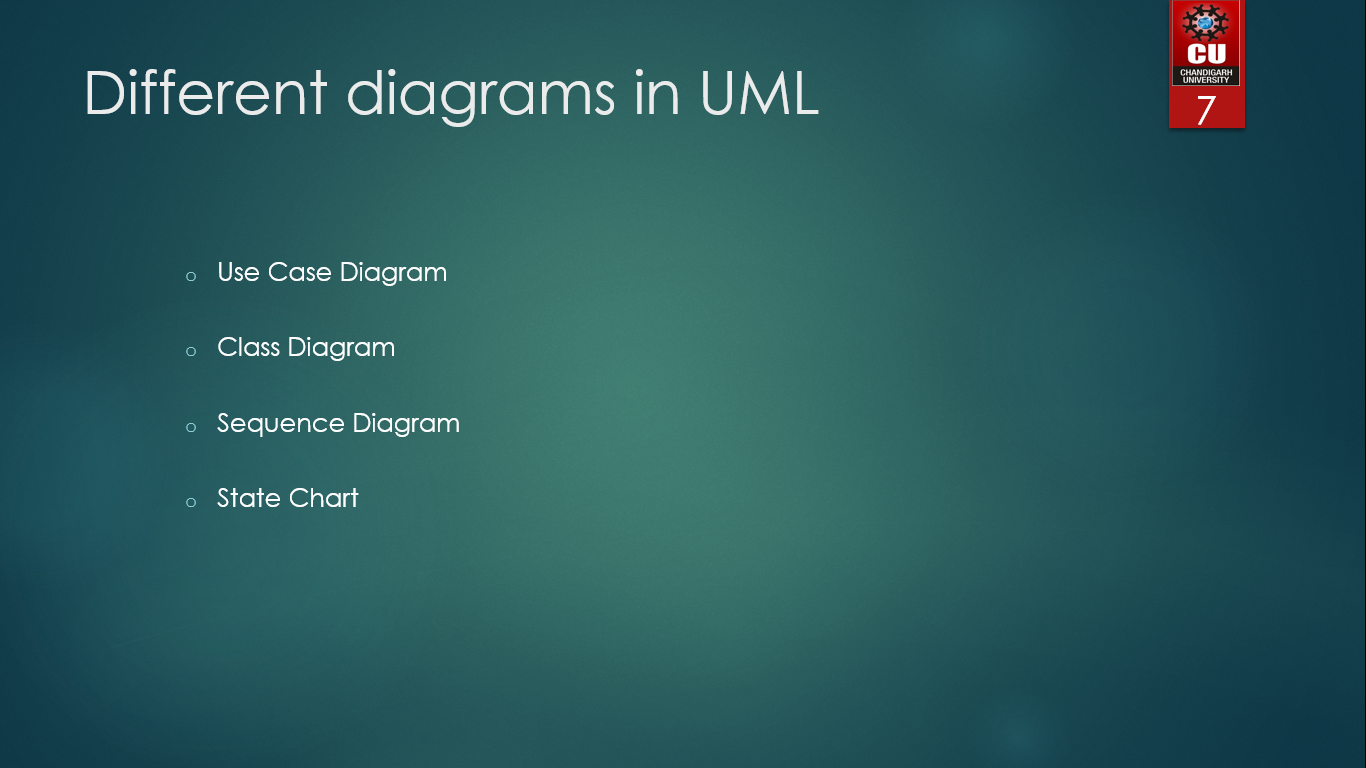 Different diagrams in UML
CU
CHANDIGARH
UNIVERSITY
7
Use Case Diagram
Class Diagram
Sequence Diagram
State Chart